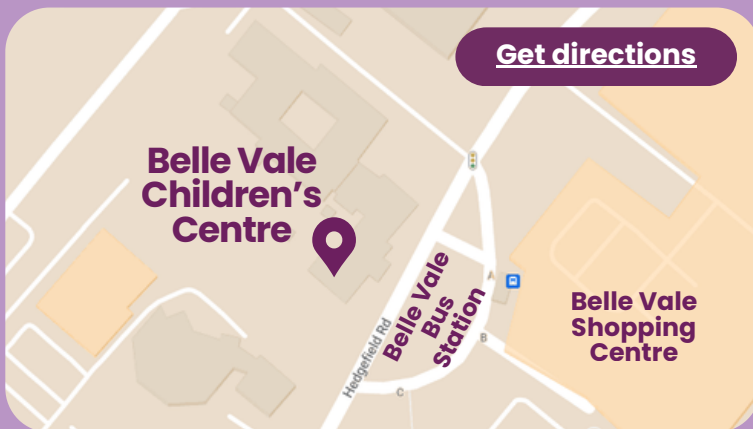 Get directions
Belle Vale
Children’s
Centre
Belle Vale
Bus
Station
Hedgefield Rd
A
B
C
Belle Vale
Shopping
Centre